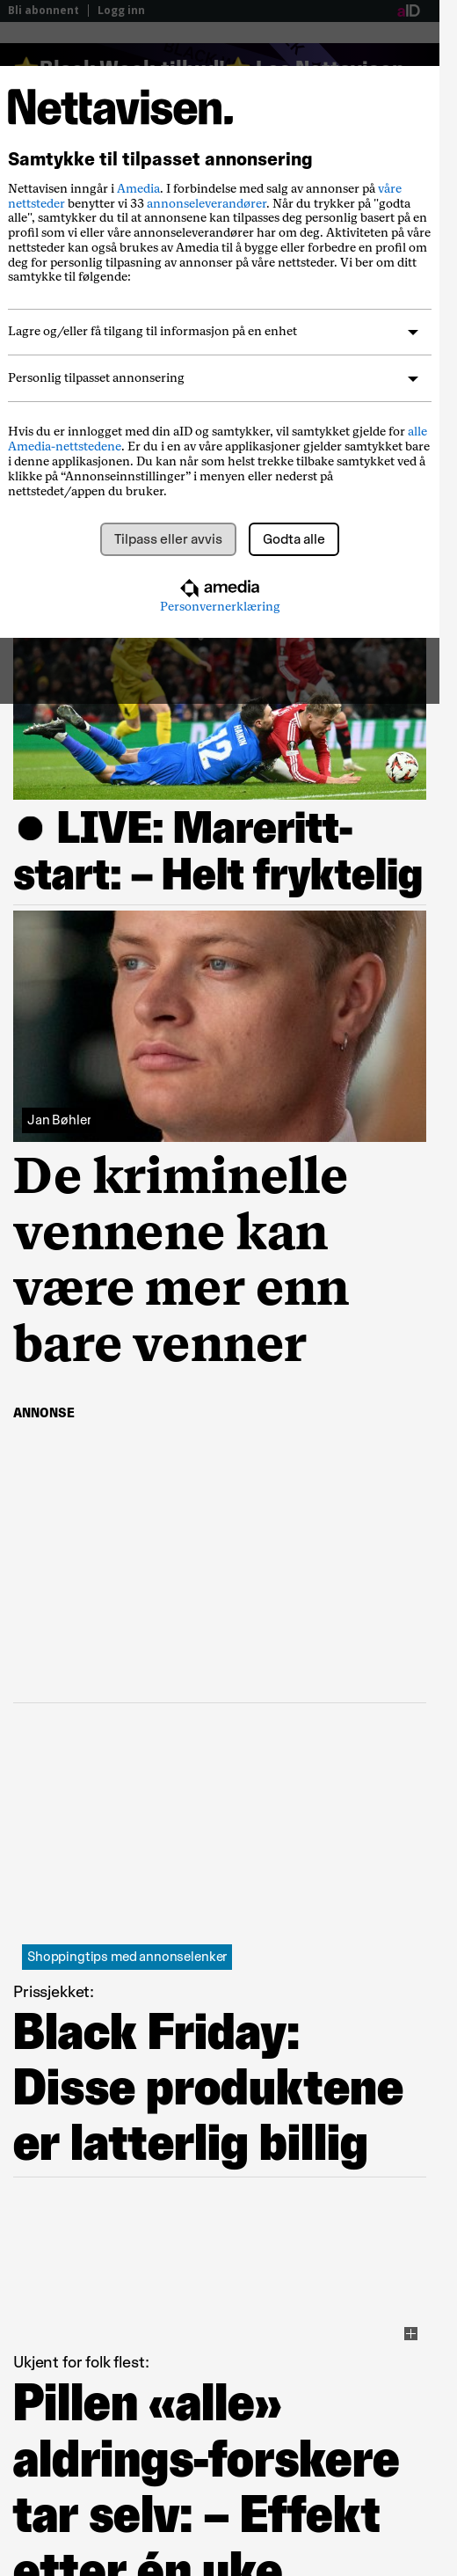 Bli abonnent | Logg inn
aID
Nettavisen.
Samtykke til tilpasset annonsering
Nettavisen inngår i Amedia. I forbindelse med salg av annonser på våre
nettsteder benytter vi 33 annonseleverandører. Når du trykker på "godta
alle", samtykker du til at annonsene kan tilpasses deg personlig basert på en
profil som vi eller våre annonseleverandører har om deg. Aktiviteten på våre
nettsteder kan også brukes av Amedia til å bygge eller forbedre en profil om
deg for personlig tilpasning av annonser på våre nettsteder. Vi ber om ditt
samtykke til følgende:
Lagre og/eller få tilgang til informasjon på en enhet
Personlig tilpasset annonsering
Hvis du er innlogget med din aID og samtykker, vil samtykket gjelde for alle
Amedia-nettstedene. Er du i en av våre applikasjoner gjelder samtykket bare
i denne applikasjonen. Du kan når som helst trekke tilbake samtykket ved å
klikke på “Annonseinnstillinger” i menyen eller nederst på
nettstedet/appen du bruker.
Tilpass eller avvis
Godta alle
amedia
Personvernerklæring
12
LIVE: Mareritt-
start: – Helt fryktelig
Jan Bøhler
De kriminelle
vennene kan
være mer enn
bare venner
ANNONSE
Shoppingtips med annonselenker
Prissjekket:
Black Friday:
Disse produktene
er latterlig billig
Ukjent for folk flest:
Pillen «alle»
aldrings-forskere
tar selv: – Effekt
etter én uke